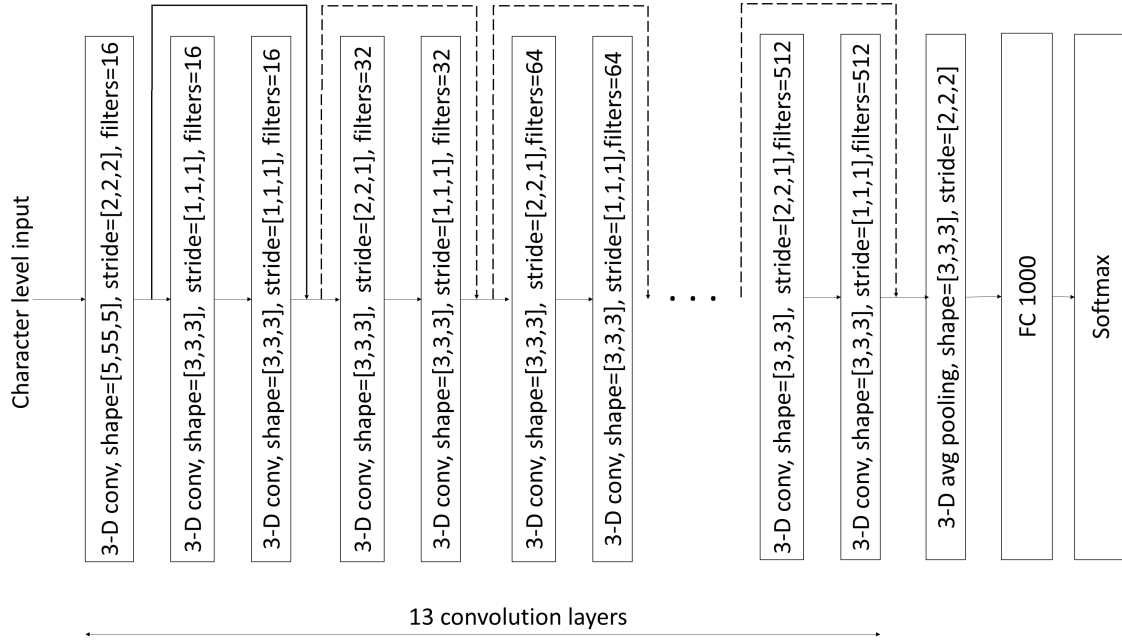 Character level input
3-D conv, shape=[5,55,5], stride=[2,2,2], filters=16
3-D conv, shape=[3,3,3], stride=[1,1,1], filters=16
3-D conv, shape=[3,3,3], stride=[1,1,1], filters=16
3-D conv, shape=[3,3,3], stride=[2,2,1], filters=32
3-D conv, shape=[3,3,3], stride=[1,1,1], filters=32
3-D conv, shape=[3,3,3], stride=[2,2,1],filters=64
3-D conv, shape=[3,3,3], stride=[1,1,1],filters=64
. . .
3-D conv, shape=[3,3,3], stride=[2,2,1],filters=512
3-D conv, shape=[3,3,3], stride=[1,1,1],filters=512
3-D avg pooling, shape=[3,3,3], stride=[2,2,2]
FC 1000
Softmax
13 convolution layers